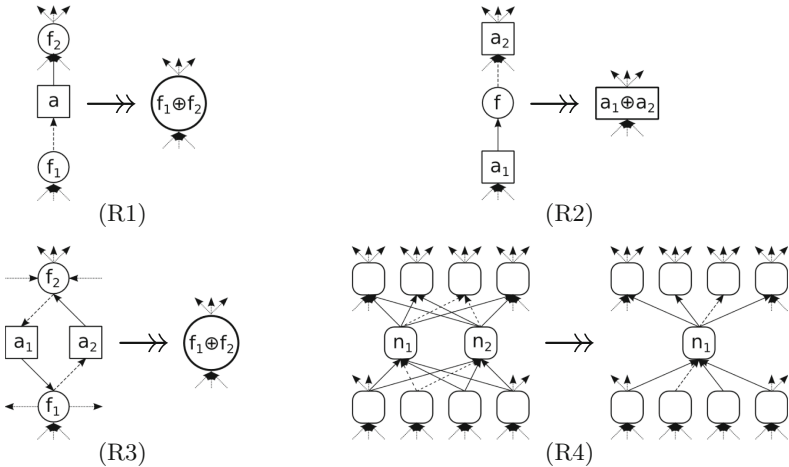 f₂
a
f₁
f₁⊕f₂
(R1)
a₂
f
a₁
a₁⊕a₂
(R2)
f₂
a₁ a₂
f₁
f₁⊕f₂
(R3)
n₁ n₂ n₁
(R4)